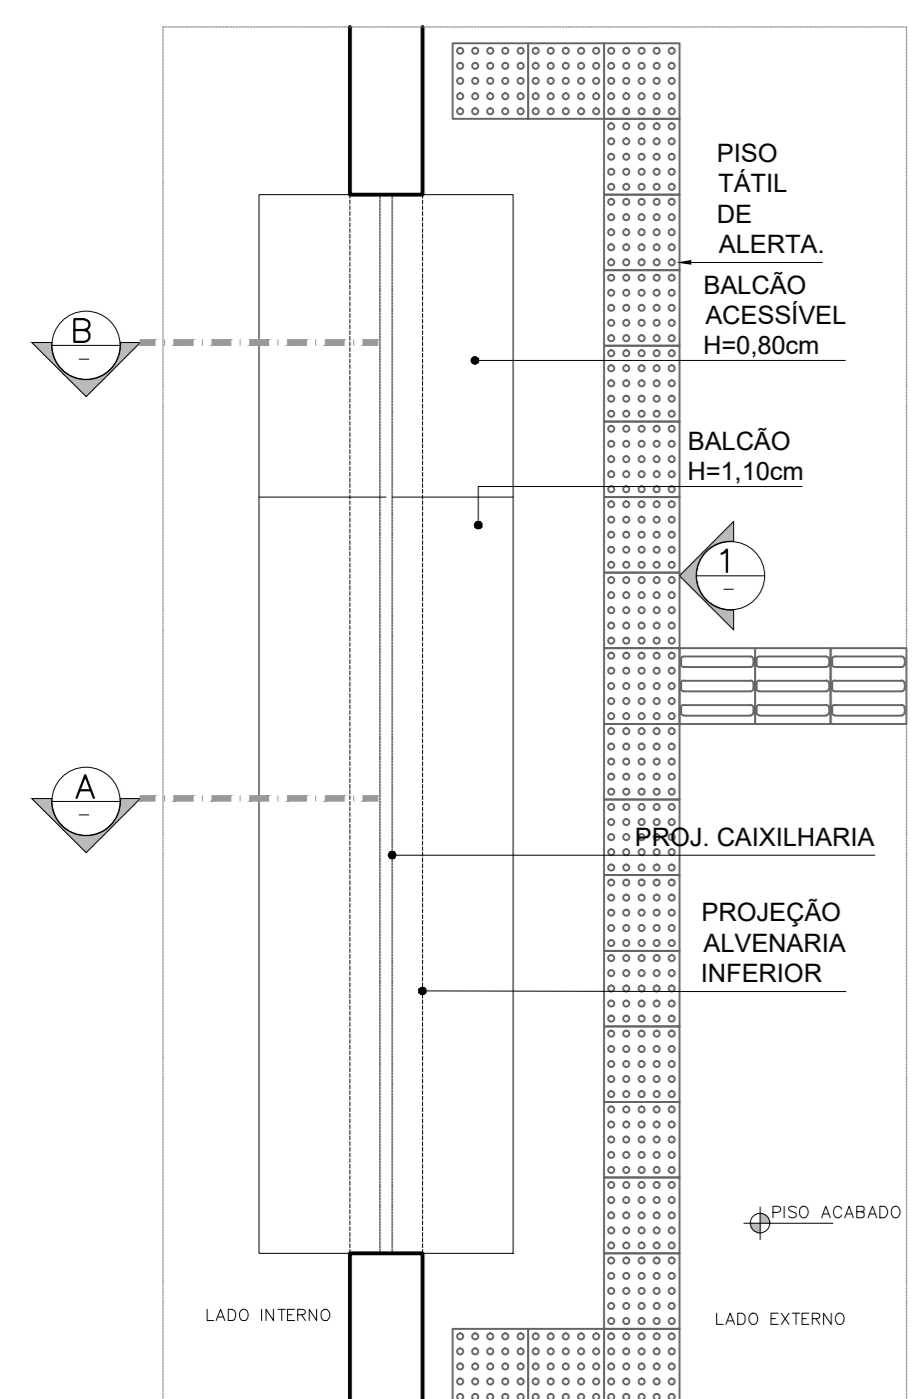 PISO
TÁTIL
DE
ALERTA.
BALCÃO
ACESSÍVEL
H=0,80cm
B
-
BALCÃO
H=1,10cm
1
-
A
-
PROJ. CAIXILHARIA
PROJEÇÃO
ALVENARIA
INFERIOR
PISO ACABADO
LADO INTERNO
LADO EXTERNO